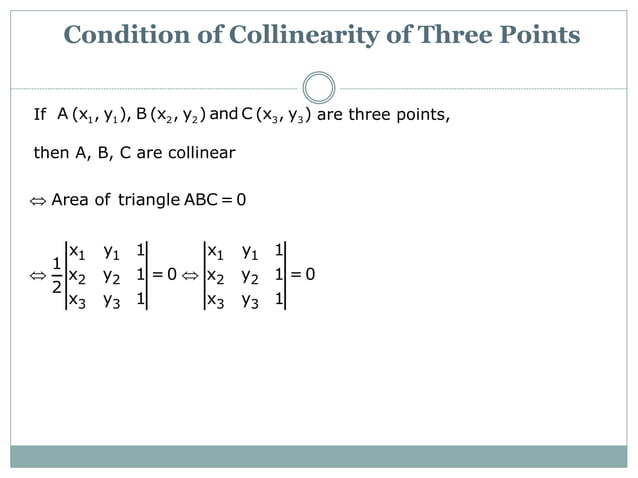 Condition of Collinearity of Three Points
If A (x₁, y₁), B (x₂, y₂) and C (x₃, y₃) are three points,
then A, B, C are collinear
⇔ Area of triangle ABC = 0
⇔ 1/2 |x₁ y₁ 1; x₂ y₂ 1; x₃ y₃ 1| = 0 ⇔ |x₁ y₁ 1; x₂ y₂ 1; x₃ y₃ 1| = 0